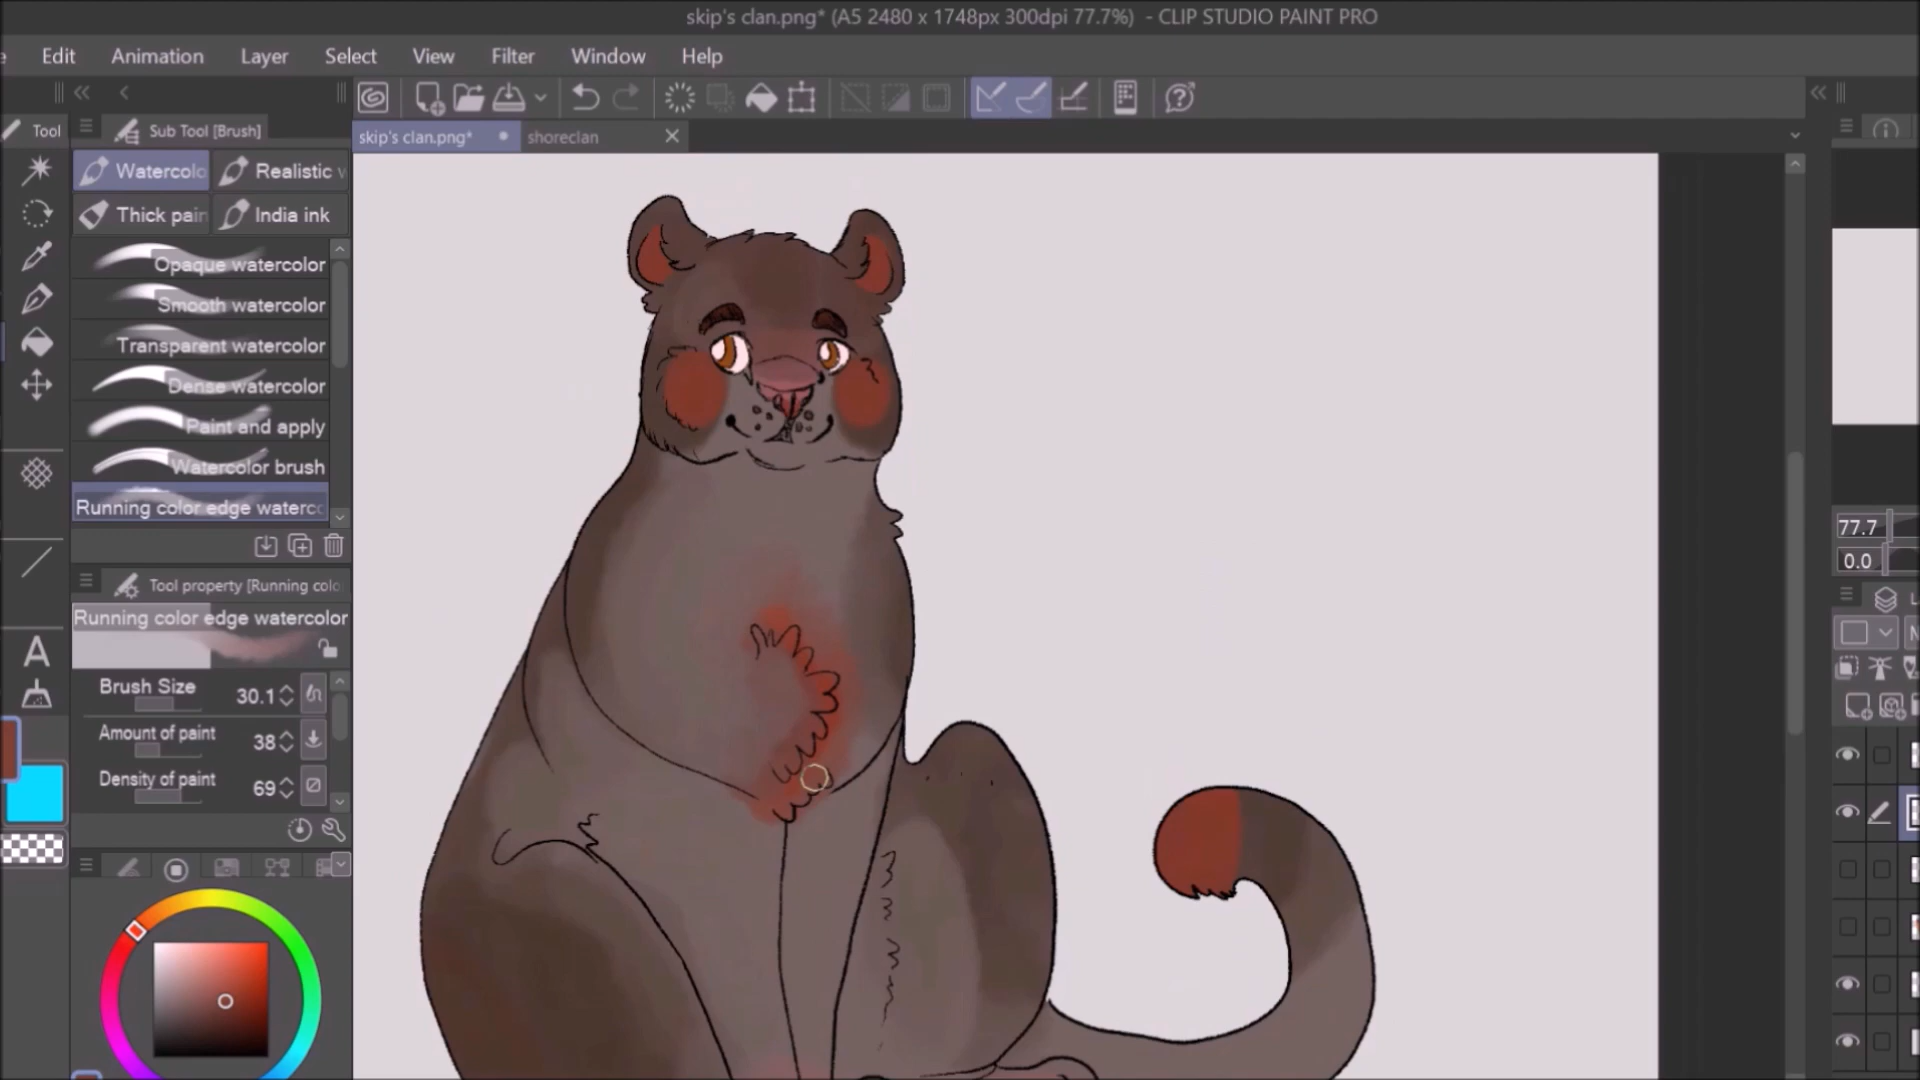 skip's clan.png* (A5 2480 x 1748px 300dpi 77.7%) - CLIP STUDIO PAINT PRO
e Edit Animation Layer Select View Filter Window Help
skip's clan.png* shoreclan
Tool Sub Tool [Brush]
Watercolo Realistic
Thick pain India ink
Opaque watercolor
Smooth watercolor
Transparent watercolor
Dense watercolor
Paint and apply
Watercolor brush
Running color edge waterco
Tool property [Running colo
Running color edge watercolor
Brush Size 30.1
Amount of paint 38
Density of paint 69
A
77.7
0.0